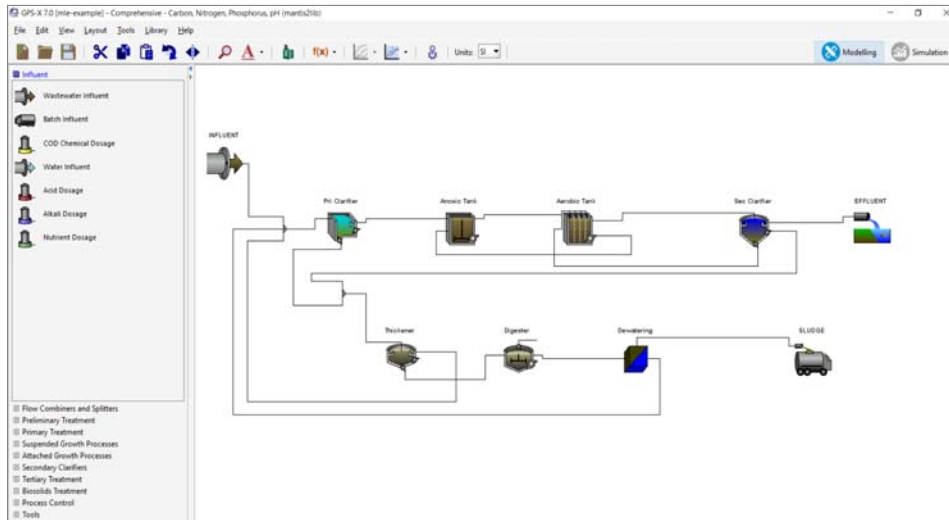 GPS-X 7.0 [mle-example] - Comprehensive - Carbon, Nitrogen, Phosphorus, pH (mantis2lib)
File Edit View Layout Tools Library Help
Units: SI
Modelling Simulation
Influent
Wastewater Influent
Batch Influent
COD Chemical Dosage
Water Influent
Acid Dosage
Alkali Dosage
Nutrient Dosage
Flow Combiners and Splitters
Preliminary Treatment
Primary Treatment
Suspended Growth Processes
Attached Growth Processes
Secondary Clarifiers
Tertiary Treatment
Biosolids Treatment
Process Control
Tools
INFLUENT
Pri Clarifier
Anoxic Tank
Aerobic Tank
Sec Clarifier
EFFLUENT
Thickener
Digester
Dewatering
SLUDGE
A
f(x)